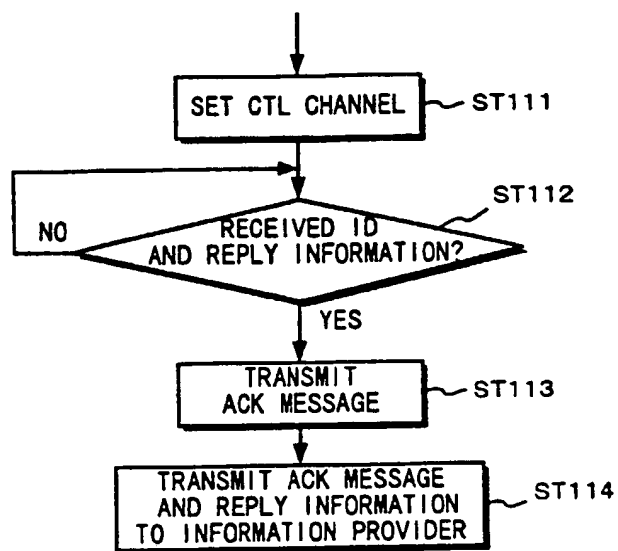 SET CTL CHANNEL
ST111
ST112
RECEIVED ID
AND REPLY INFORMATION?
NO
YES
TRANSMIT
ACK MESSAGE
ST113
TRANSMIT ACK MESSAGE
AND REPLY INFORMATION
TO INFORMATION PROVIDER
ST114